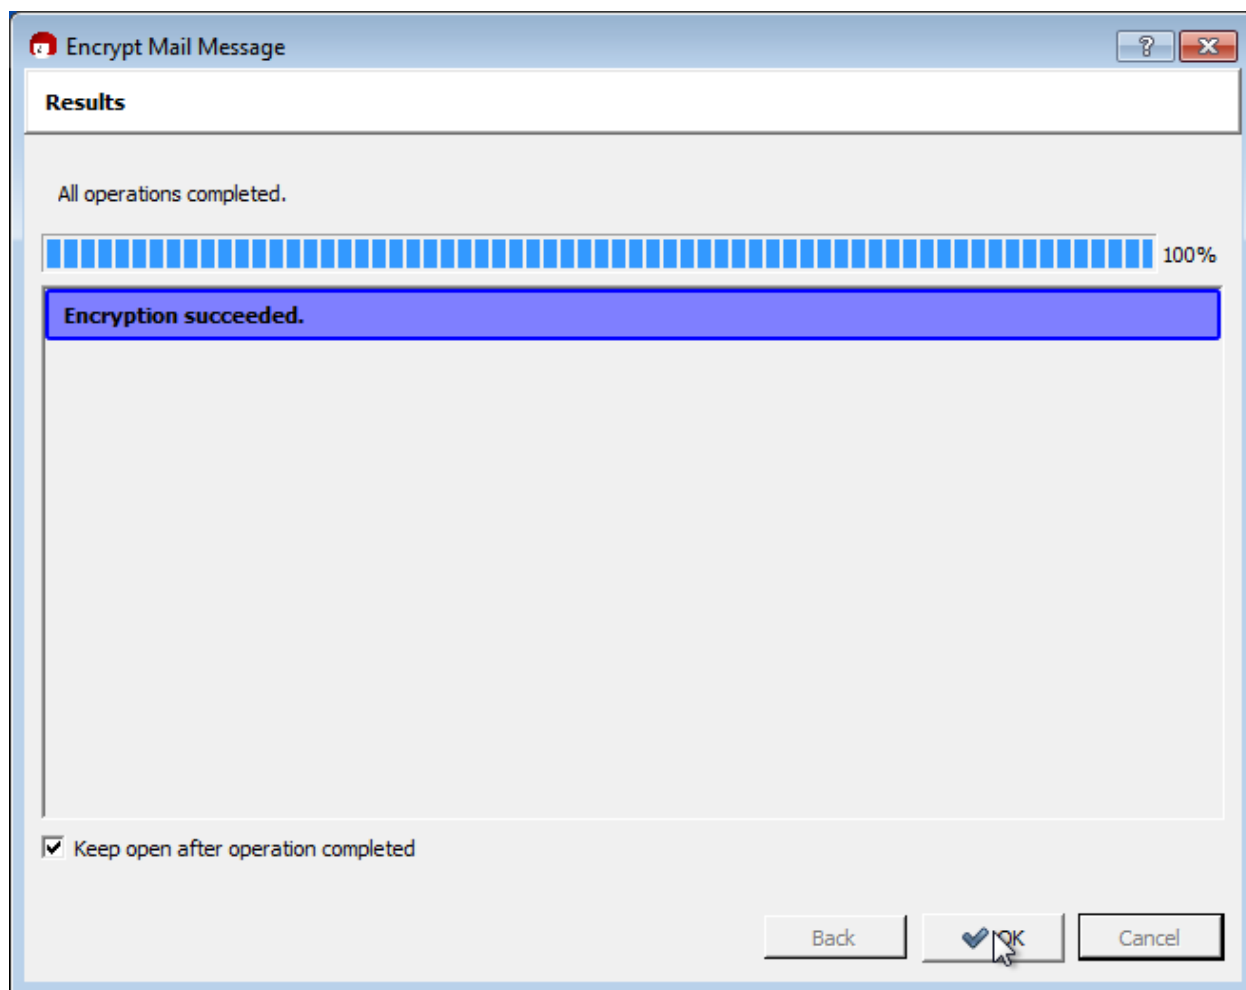 Encrypt Mail Message
Results
All operations completed.
100%
Encryption succeeded.
Keep open after operation completed
Back OK Cancel